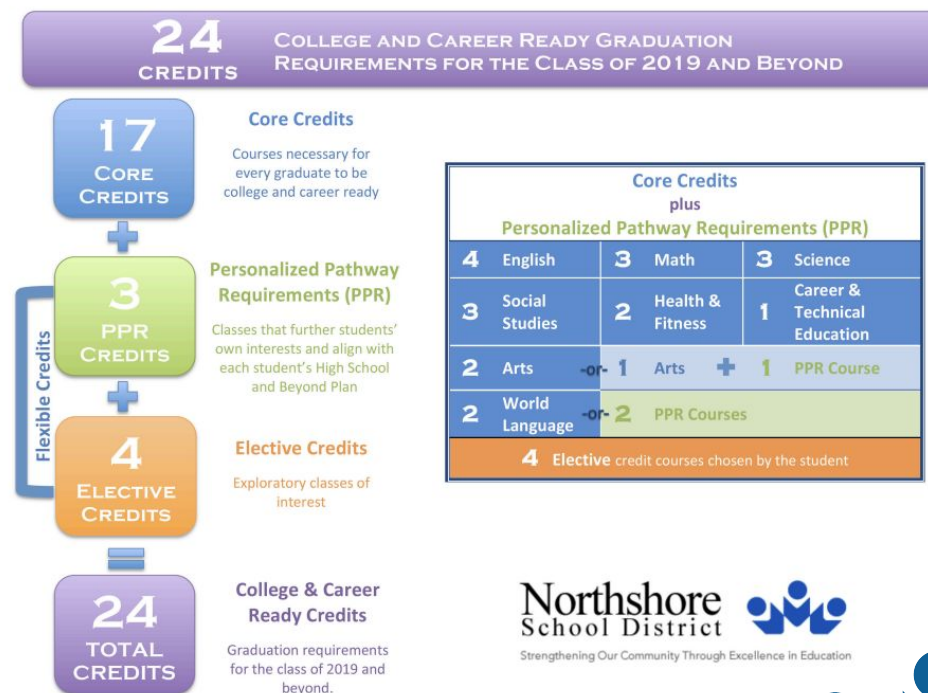 24
CREDITS
COLLEGE AND CAREER READY GRADUATION
REQUIREMENTS FOR THE CLASS OF 2019 AND BEYOND
17
CORE
CREDITS
Core Credits
Courses necessary for
every graduate to be
college and career ready
Flexible Credits
3
PPR
CREDITS
Personalized Pathway
Requirements (PPR)
Classes that further students'
own interests and align with
each student's High School
and Beyond Plan
4
ELECTIVE
CREDITS
Elective Credits
Exploratory classes of
interest
24
TOTAL
CREDITS
College & Career
Ready Credits
Graduation requirements
for the class of 2019 and
beyond.
Core Credits
plus
Personalized Pathway Requirements (PPR)
4 English 3 Math 3 Science
3 Social
Studies 2 Health &
Fitness 1 Career &
Technical
Education
2 Arts -or- 1 Arts + 1 PPR Course
2 World
Language -or- 2 PPR Courses
4 Elective credit courses chosen by the student
Northshore
School District
Strengthening Our Community Through Excellence in Education